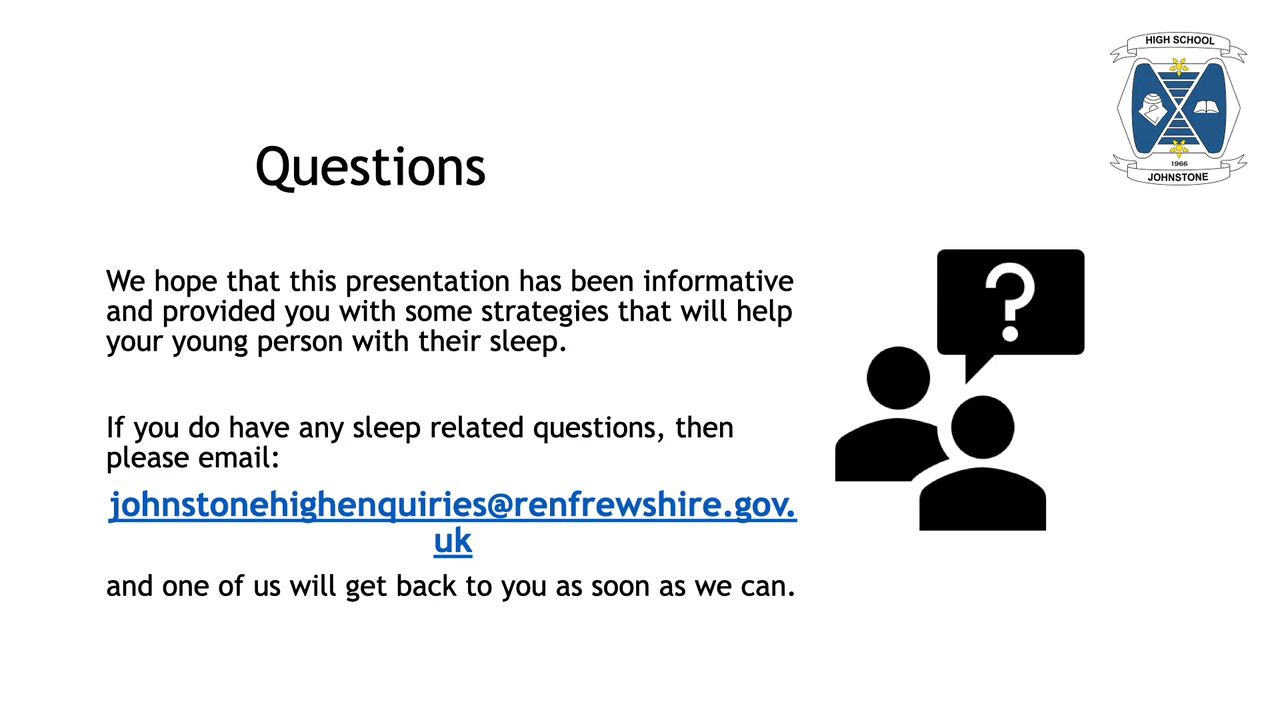 HIGH SCHOOL
1966
JOHNSTONE
Questions
We hope that this presentation has been informative
and provided you with some strategies that will help
your young person with their sleep.
If you do have any sleep related questions, then
please email:
johnstonehighenquiries@renfrewshire.gov.
uk
and one of us will get back to you as soon as we can.
?